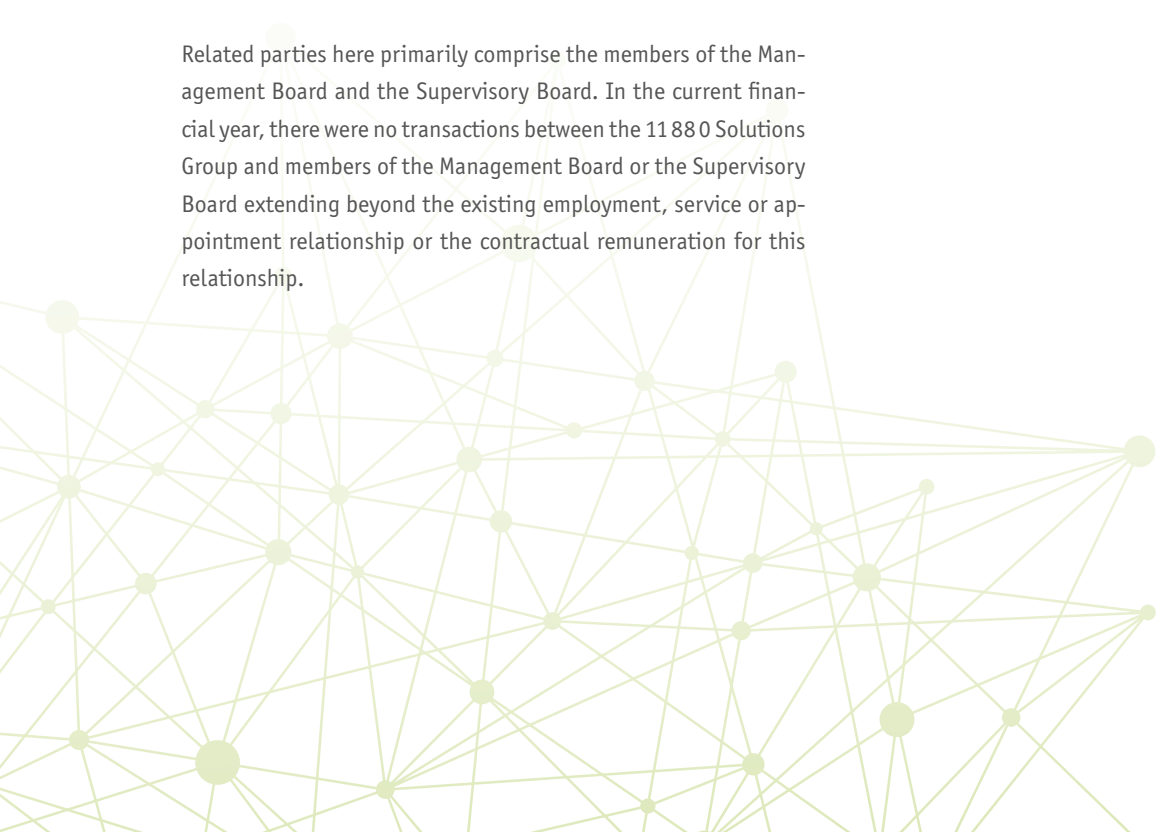 Related parties here primarily comprise the members of the Man-
agement Board and the Supervisory Board. In the current finan-
cial year, there were no transactions between the 11 88 0 Solutions
Group and members of the Management Board or the Supervisory
Board extending beyond the existing employment, service or ap-
pointment relationship or the contractual remuneration for this
relationship.